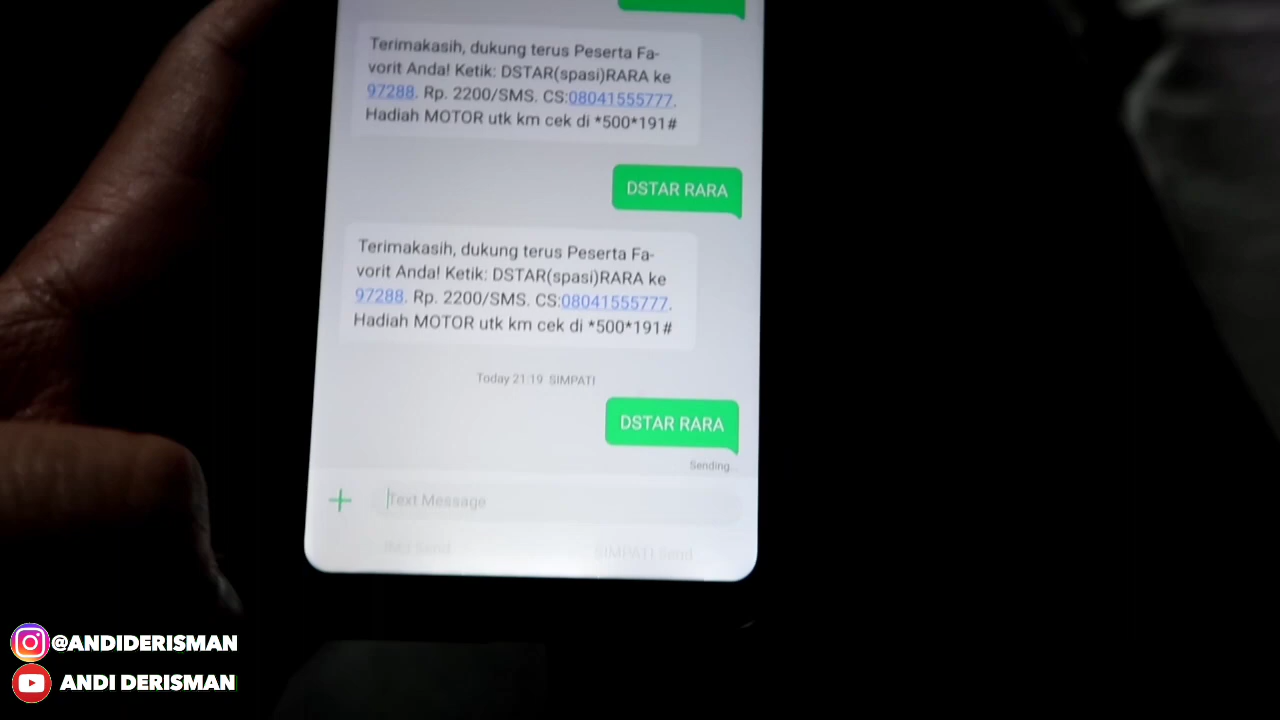 Terimakasih, dukung terus Peserta Fa-
vorit Anda! Ketik: DSTAR(spasi)RARA ke
97288. Rp. 2200/SMS. CS:08041555777.
Hadiah MOTOR utk km cek di *500*191#
DSTAR RARA
Terimakasih, dukung terus Peserta Fa-
vorit Anda! Ketik: DSTAR(spasi)RARA ke
97288. Rp. 2200/SMS. CS:08041555777.
Hadiah MOTOR utk km cek di *500*191#
Today 21:19 SIMPATI
DSTAR RARA
Sending...
Text Message
Send
SIMPATI Send
@ANDIDERISMAN
ANDI DERISMAN